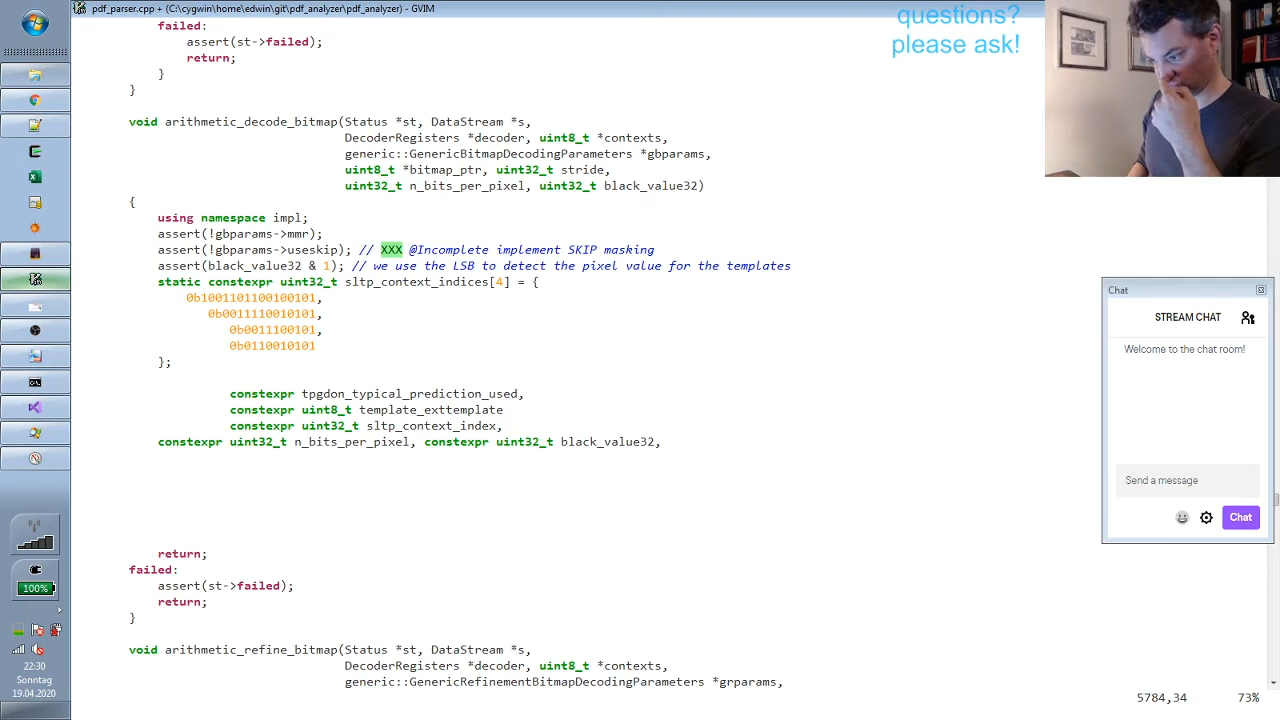 pdf_parser.cpp + (C:\cygwin\home\edwin\git\pdf_analyzer\pdf_analyzer) - GVIM
questions?
please ask!
failed:
assert(st->failed);
return;
}
}
void arithmetic_decode_bitmap(Status *st, DataStream *s,
DecoderRegisters *decoder, uint8_t *contexts,
generic::GenericBitmapDecodingParameters *gbparams,
uint8_t *bitmap_ptr, uint32_t stride,
uint32_t n_bits_per_pixel, uint32_t black_value32)
{
using namespace impl;
assert(!gbparams->mmr);
assert(!gbparams->useskip); // XXX @Incomplete implement SKIP masking
assert(black_value32 & 1); // we use the LSB to detect the pixel value for the templates
static constexpr uint32_t sltp_context_indices[4] = {
0b1001101100100101,
0b0011110010101,
0b0011100101,
0b0110010101
};
constexpr tpgdon_typical_prediction_used,
constexpr uint8_t template_exttemplate
constexpr uint32_t sltp_context_index,
constexpr uint32_t n_bits_per_pixel, constexpr uint32_t black_value32,
return;
failed:
assert(st->failed);
return;
}
void arithmetic_refine_bitmap(Status *st, DataStream *s,
DecoderRegisters *decoder, uint8_t *contexts,
generic::GenericRefinementBitmapDecodingParameters *grparams,
5784,34 73%
Chat
STREAM CHAT
Welcome to the chat room!
Send a message
Chat
100%
22:30
Sonntag
19.04.2020